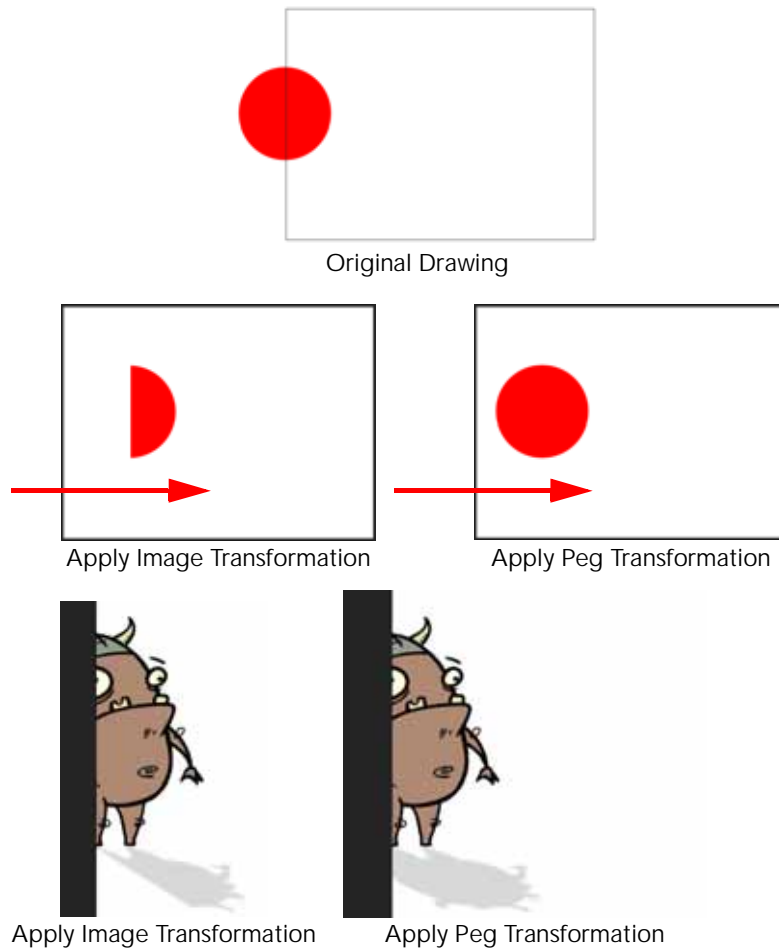 Original Drawing
Apply Image Transformation
Apply Peg Transformation
Apply Image Transformation
Apply Peg Transformation